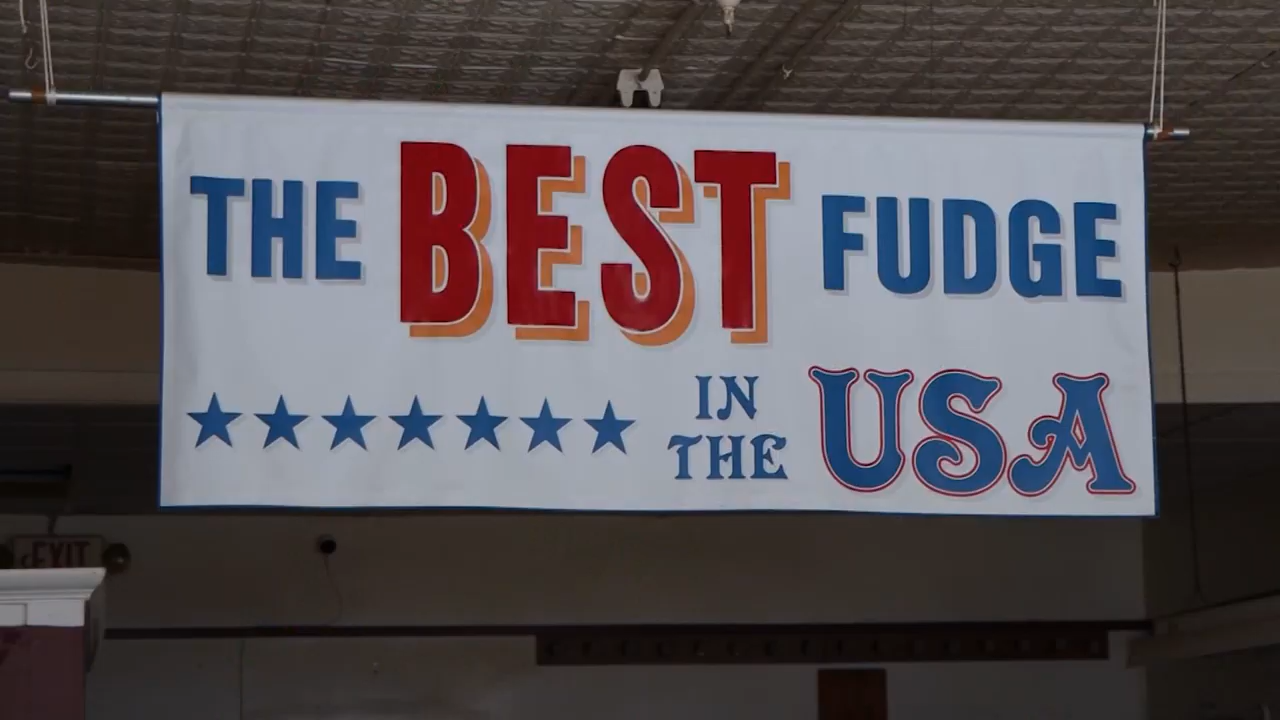 THE BEST FUDGE
IN
THE
USA
EXIT